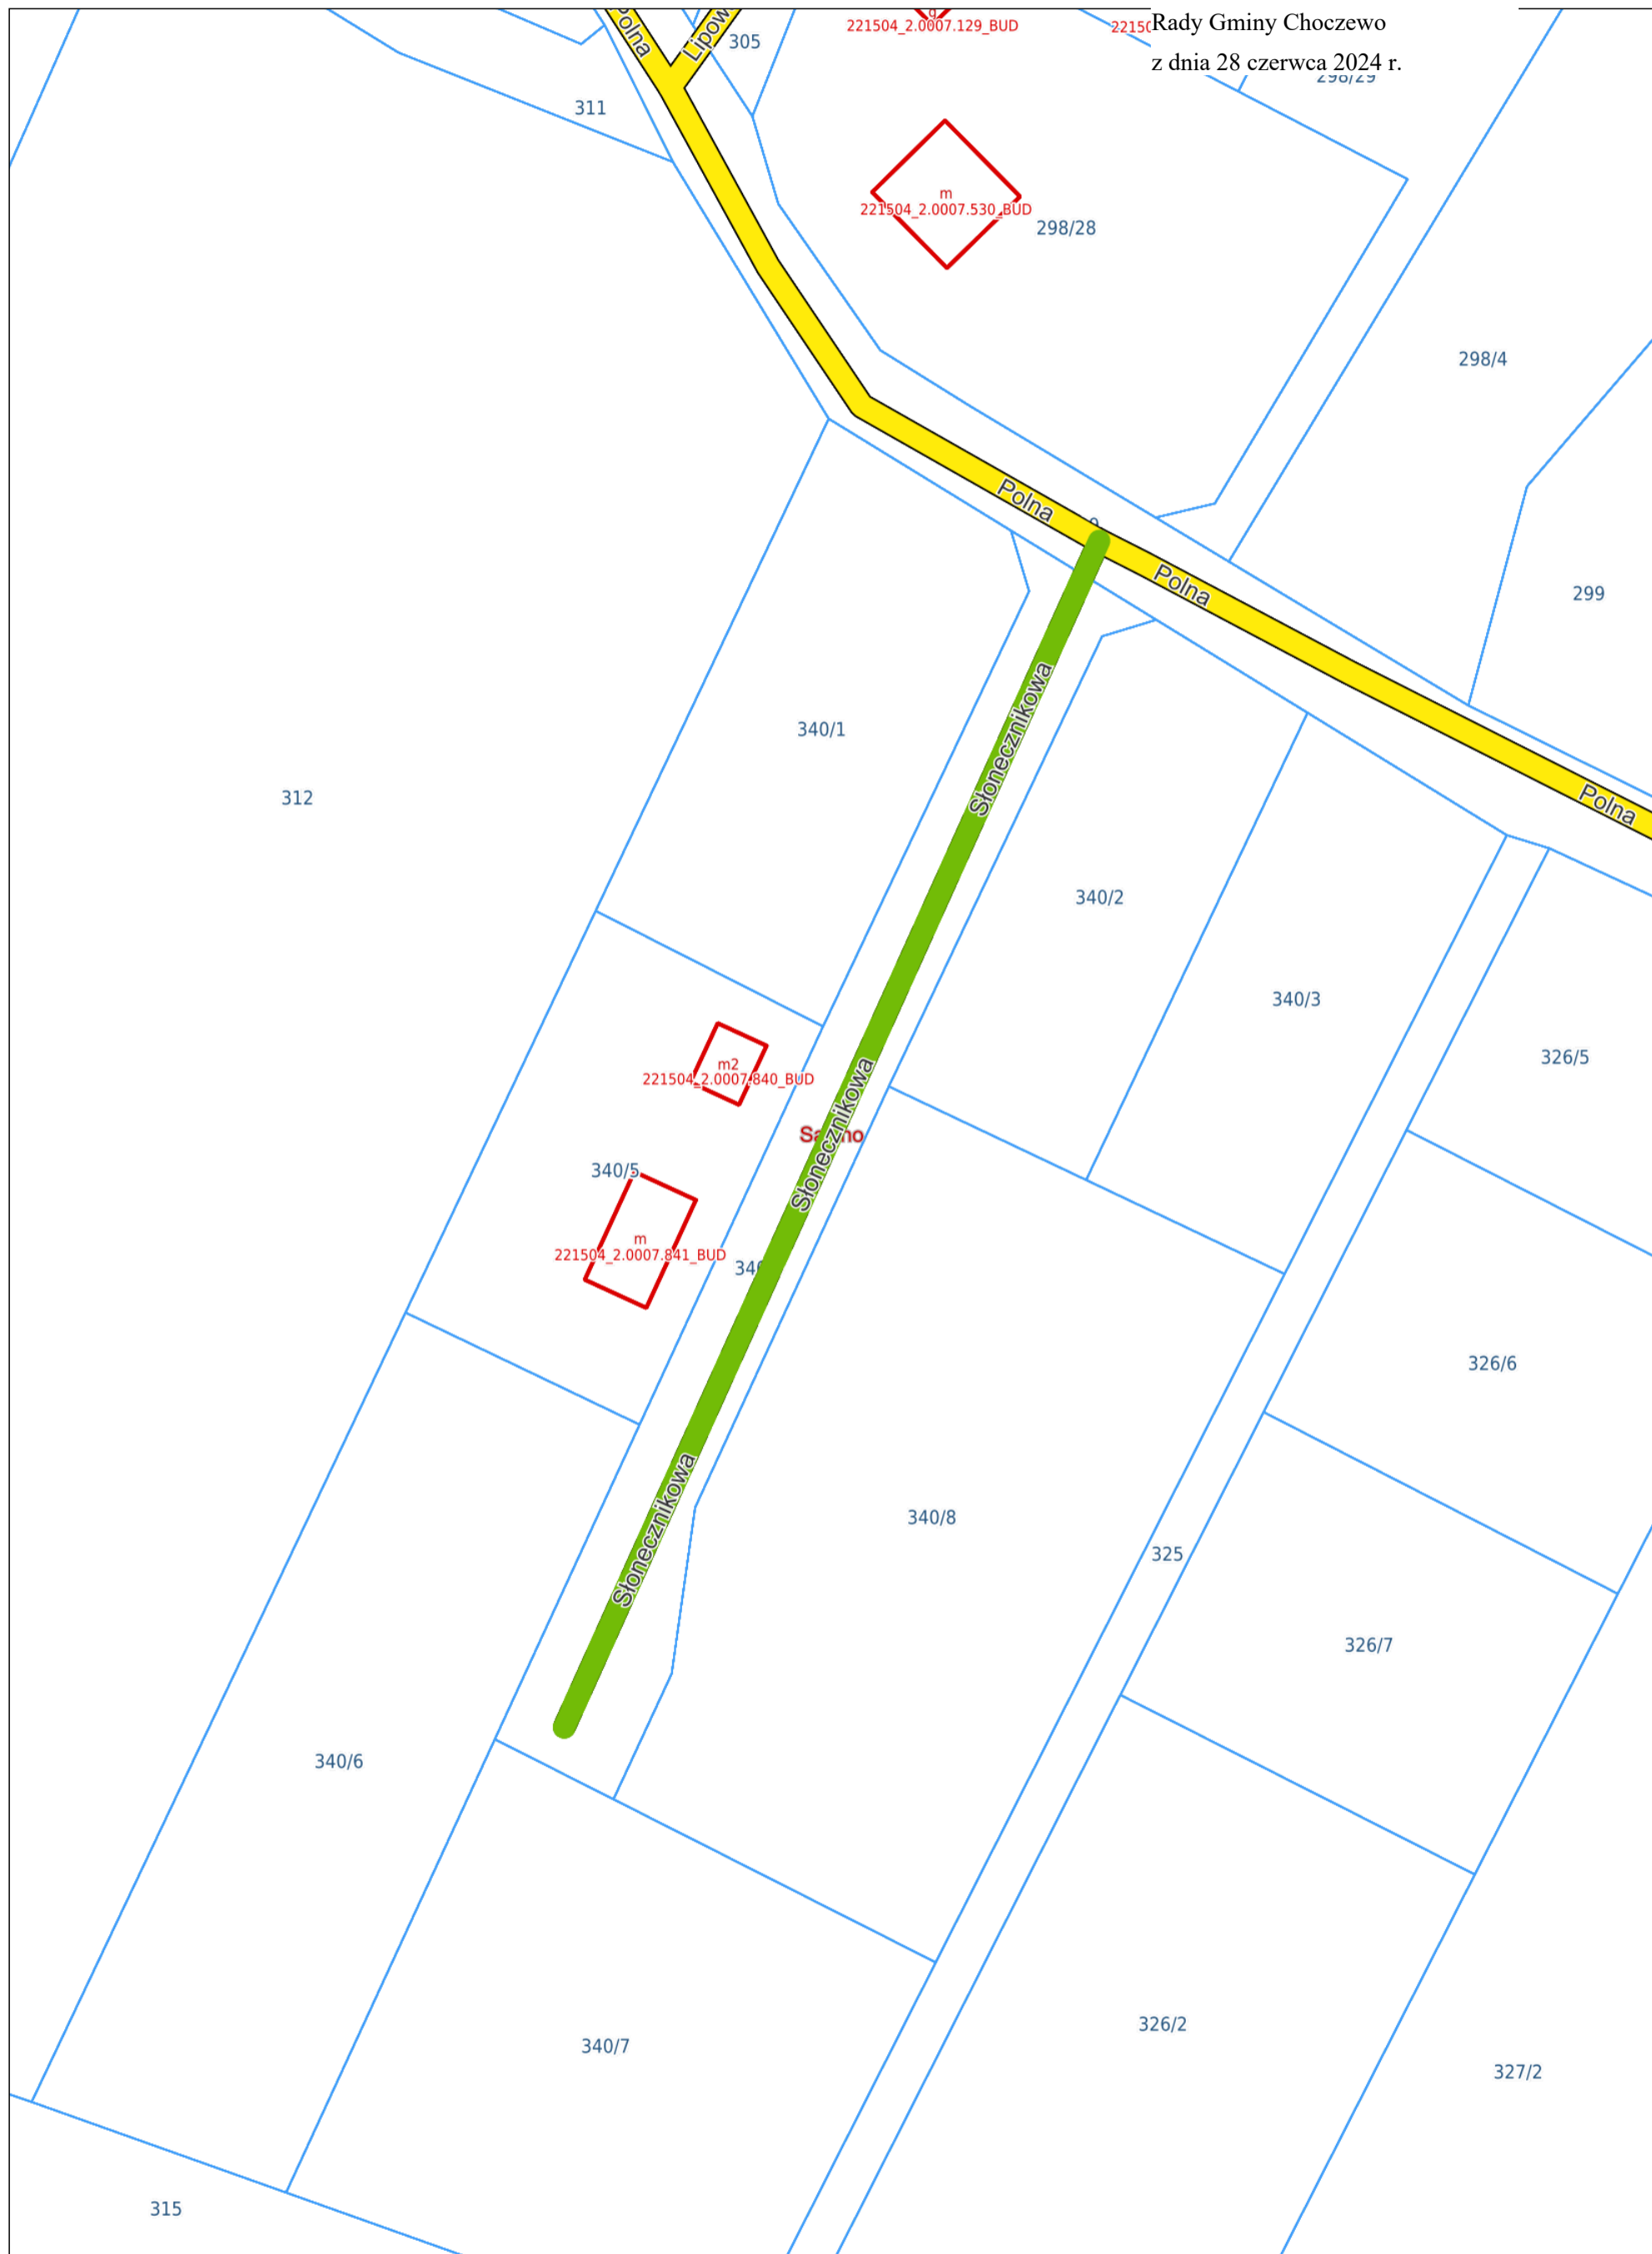 Rady Gminy Choczewo
z dnia 28 czerwca 2024 r.
221504_2.0007.129_BUD
305
298/29
311
Polna
m
221504_2.0007.530_BUD
298/28
298/4
Polna
Polna
299
Słonecznikowa
340/1
312
Polna
340/2
340/3
326/5
m2
221504_2.0007.840_BUD
Słonecznikowa
340/5
m
221504_2.0007.841_BUD
326/6
Słonecznikowa
340/8
325
326/7
340/6
326/2
340/7
327/2
315